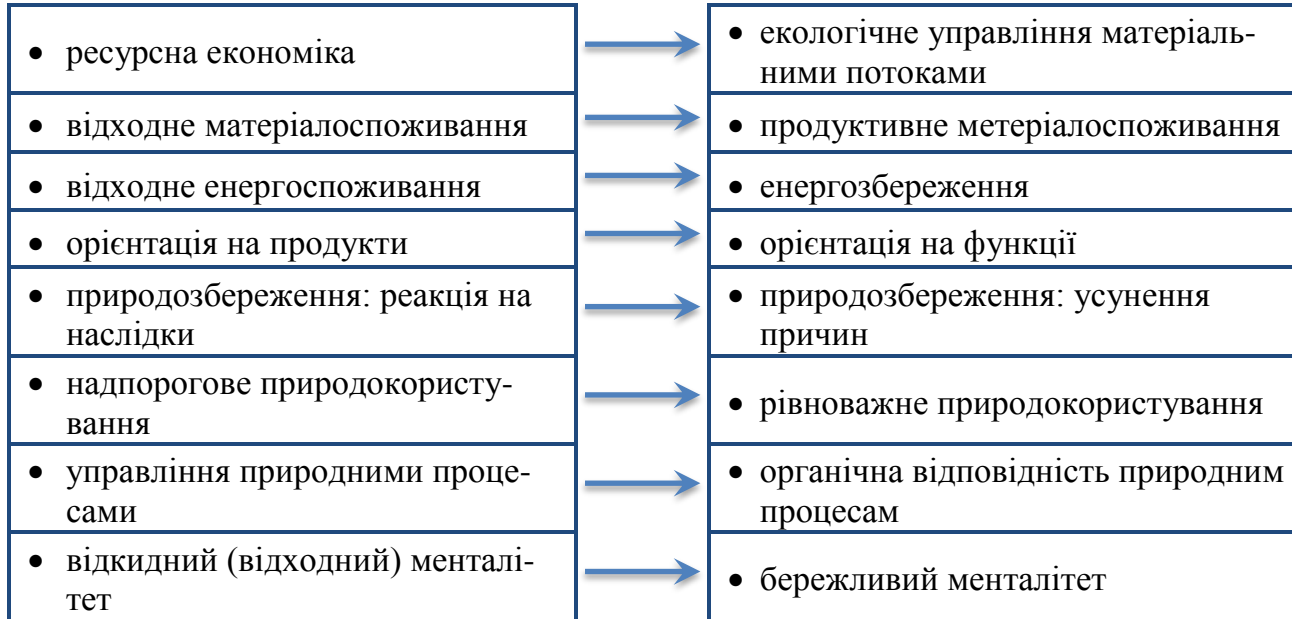 • ресурсна економіка
• екологічне управління матеріаль-
ними потоками
• відходне матеріалоспоживання
• продуктивне метеріалоспоживання
• відходне енергоспоживання
• енергозбереження
• орієнтація на продукти
• орієнтація на функції
• природозбереження: реакція на
наслідки
• природозбереження: усунення
причин
• надпорогове природокористу-
вання
• рівноважне природокористування
• управління природними проце-
сами
• органічна відповідність природним
процесам
• відкидний (відходний) менталі-
тет
• бережливий менталітет